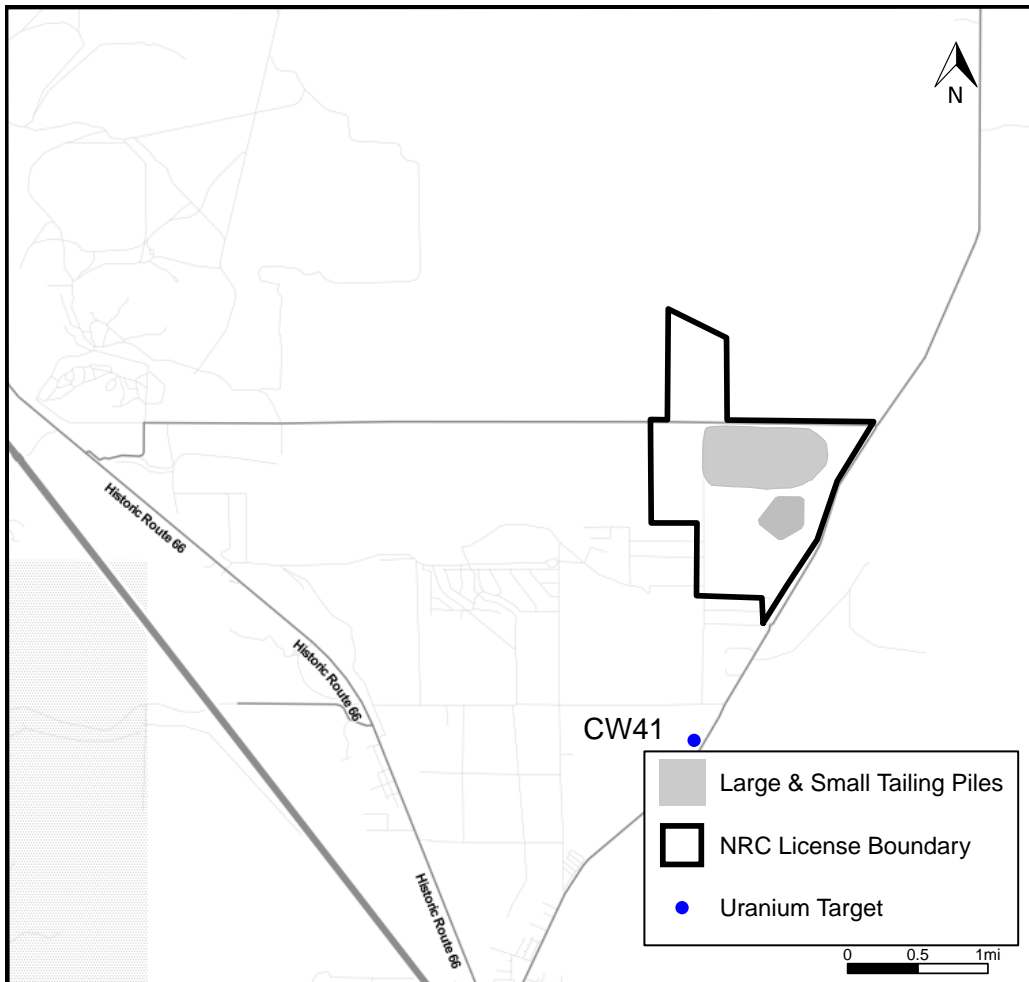 N
Historic Route 66
Historic Route 66
CW41
Large & Small Tailing Piles
NRC License Boundary
Historic Route 66
Uranium Target
0 0.5 1mi